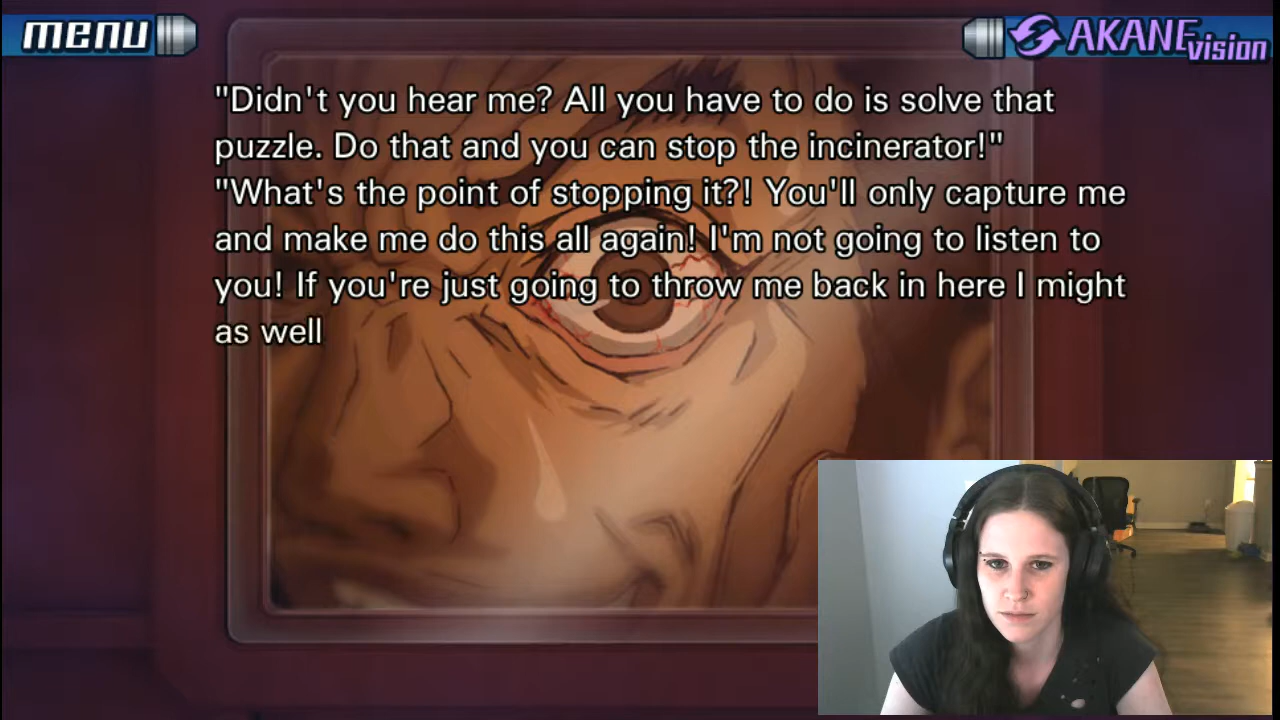 menu
AKANE vision
"Didn't you hear me? All you have to do is solve that
puzzle. Do that and you can stop the incinerator!"
"What's the point of stopping it?! You'll only capture me
and make me do this all again! I'm not going to listen to
you! If you're just going to throw me back in here I might
as well